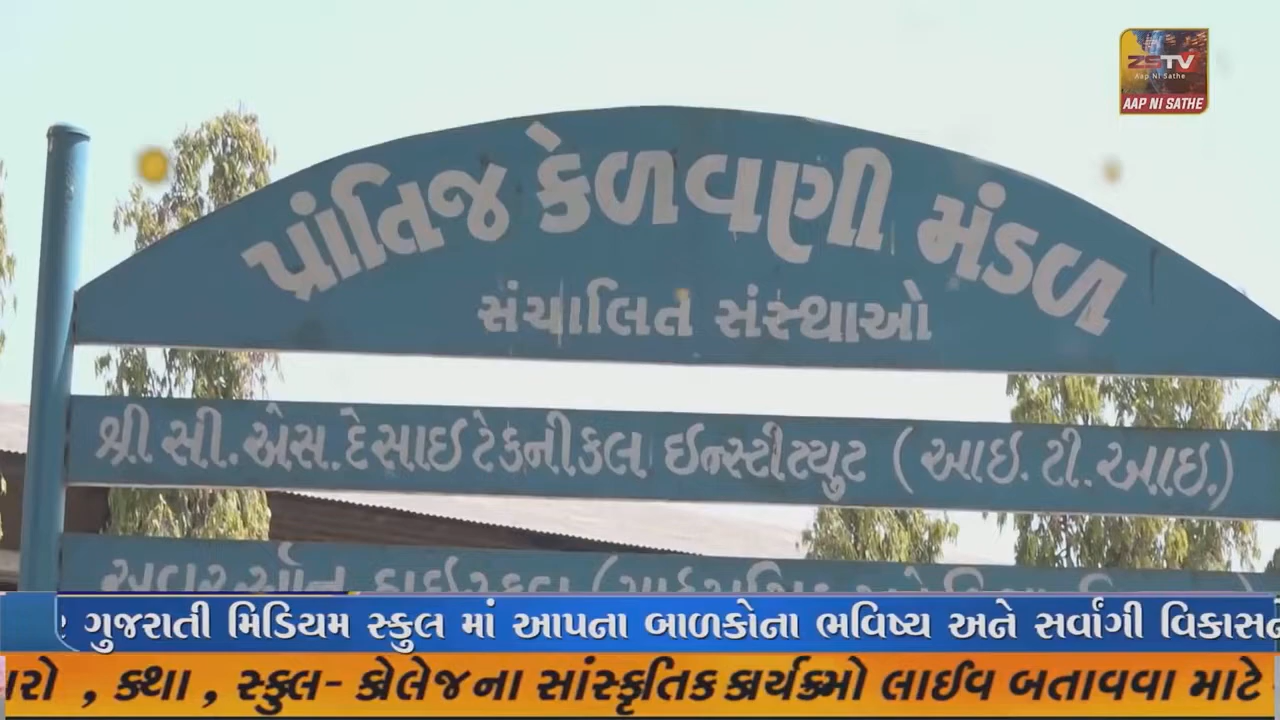 ZSTV
Aap Ni Sathe
AAP NI SATHE
પ્રાંતિજ કેળવણી મંડળ
સંચાલિત સંસ્થાઓ
શ્રી સી. એસ. દેસાઈ ટેકનીકલ ઇન્સ્ટીટ્યુટ (આઇ. ટી. આઇ.)
ગુજરાતી મિડિયમ સ્કુલ માં આપના બાળકોના ભવિષ્ય અને સર્વાંગી
, કથા , સ્કુલ- કોલેજના સાંસ્કૃતિક કાર્યક્રમો લાઈવ બતાવવા માટે